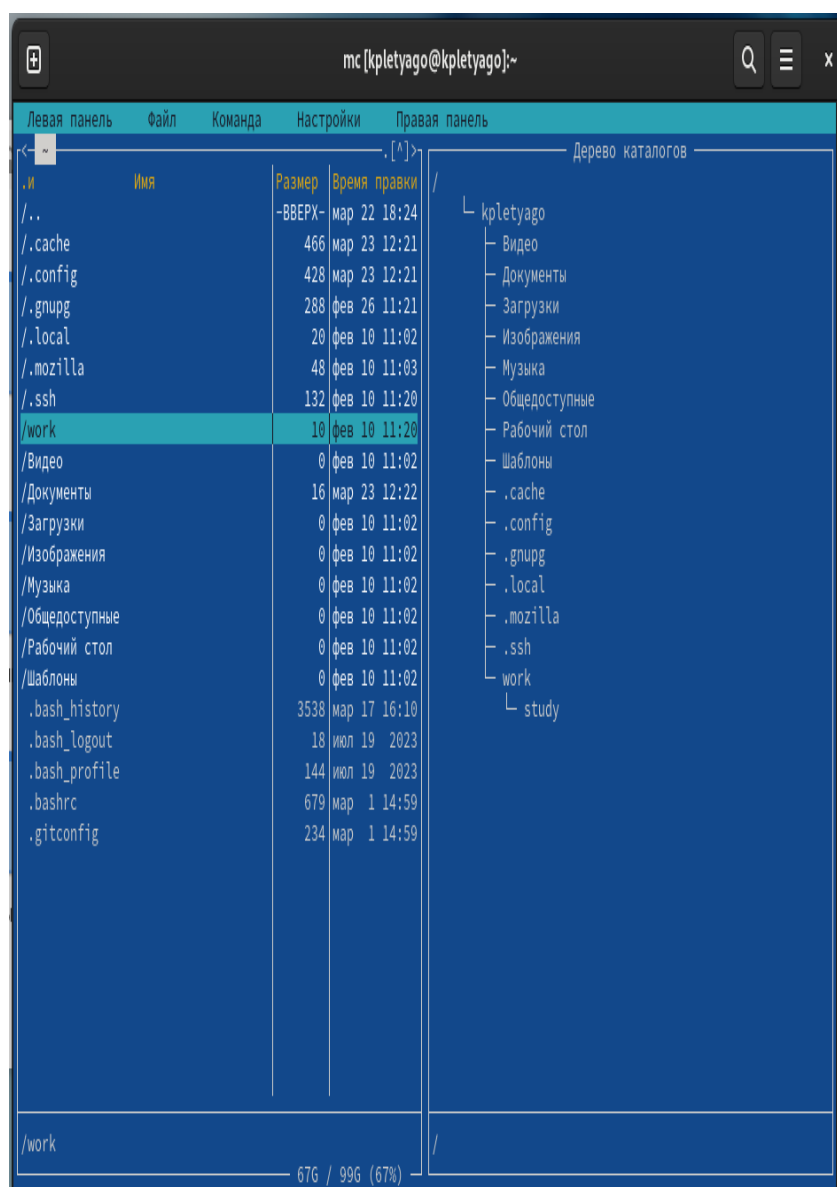 mc [kpletyago@kpletyago]:~
Левая панель Файл Команда Настройки Правая панель
<- ~ .[^]> Дерево каталогов
.и Имя Размер Время правки /
/.. -ВВЕРХ- мар 22 18:24 kpletyago
/.cache 466 мар 23 12:21 Видео
/.config 428 мар 23 12:21 Документы
/.gnupg 288 фев 26 11:21 Загрузки
/.local 20 фев 10 11:02 Изображения
/.mozilla 48 фев 10 11:03 Музыка
/.ssh 132 фев 10 11:20 Общедоступные
/work 10 фев 10 11:20 Рабочий стол
/Видео 0 фев 10 11:02 Шаблоны
/Документы 16 мар 23 12:22 .cache
/Загрузки 0 фев 10 11:02 .config
/Изображения 0 фев 10 11:02 .gnupg
/Музыка 0 фев 10 11:02 .local
/Общедоступные 0 фев 10 11:02 .mozilla
/Рабочий стол 0 фев 10 11:02 .ssh
/Шаблоны 0 фев 10 11:02 work
.bash_history 3538 мар 17 16:10 study
.bash_logout 18 июл 19 2023
.bash_profile 144 июл 19 2023
.bashrc 679 мар 1 14:59
.gitconfig 234 мар 1 14:59
/work /
67G / 99G (67%)